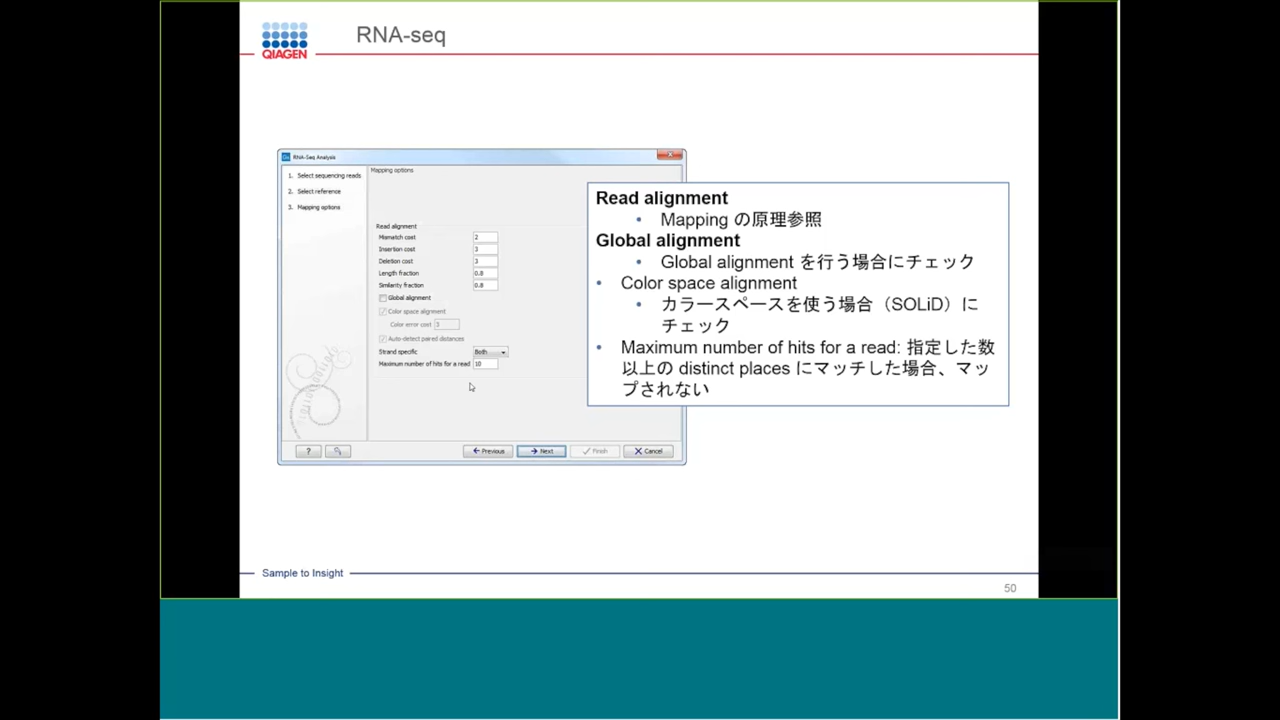 RNA-seq
QIAGEN
RNA-Seq Analysis
1. Select sequencing reads
2. Select reference
3. Mapping options
Mapping options
Read alignment
Mismatch cost 2
Insertion cost 3
Deletion cost 3
Length fraction 0.8
Similarity fraction 0.8
Global alignment
Color space alignment
Color error cost 3
Auto-detect paired distances
Strand specific Both
Maximum number of hits for a read 10
? Previous Next Finish Cancel
Read alignment
• Mapping の原理参照
Global alignment
• Global alignment を行う場合にチェック
• Color space alignment
• カラースペースを使う場合（SOLiD）に
チェック
• Maximum number of hits for a read: 指定した数
以上の distinct places にマッチした場合、マッ
プされない
Sample to Insight
50